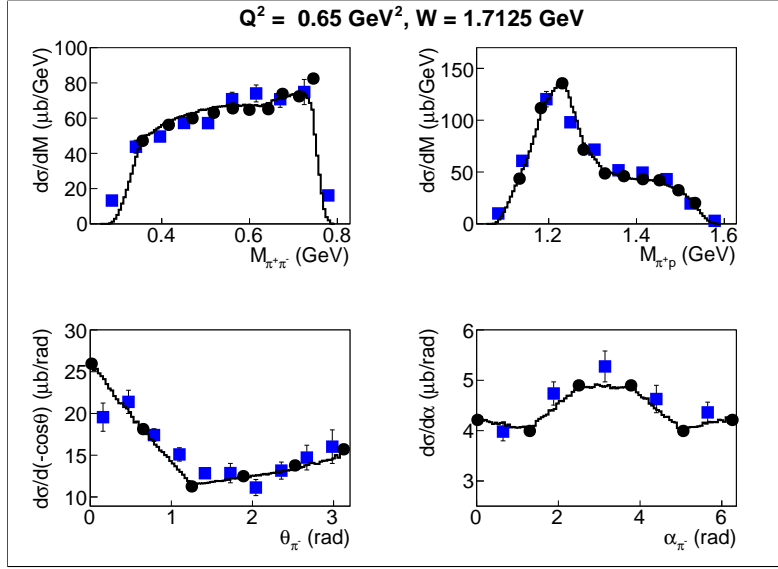 Q² = 0.65 GeV², W = 1.7125 GeV
dσ/dM (μb/GeV)
100
80
60
40
20
0
0.4 0.6 0.8
M_π⁺π⁻ (GeV)
dσ/dM (μb/GeV)
150
100
50
0
1.2 1.4 1.6
M_π⁺p (GeV)
dσ/d(-cosθ) (μb/rad)
30
25
20
15
10
0 1 2 3
θ_π⁻ (rad)
dσ/dα (μb/rad)
6
5
4
3
0 2 4 6
α_π⁻ (rad)